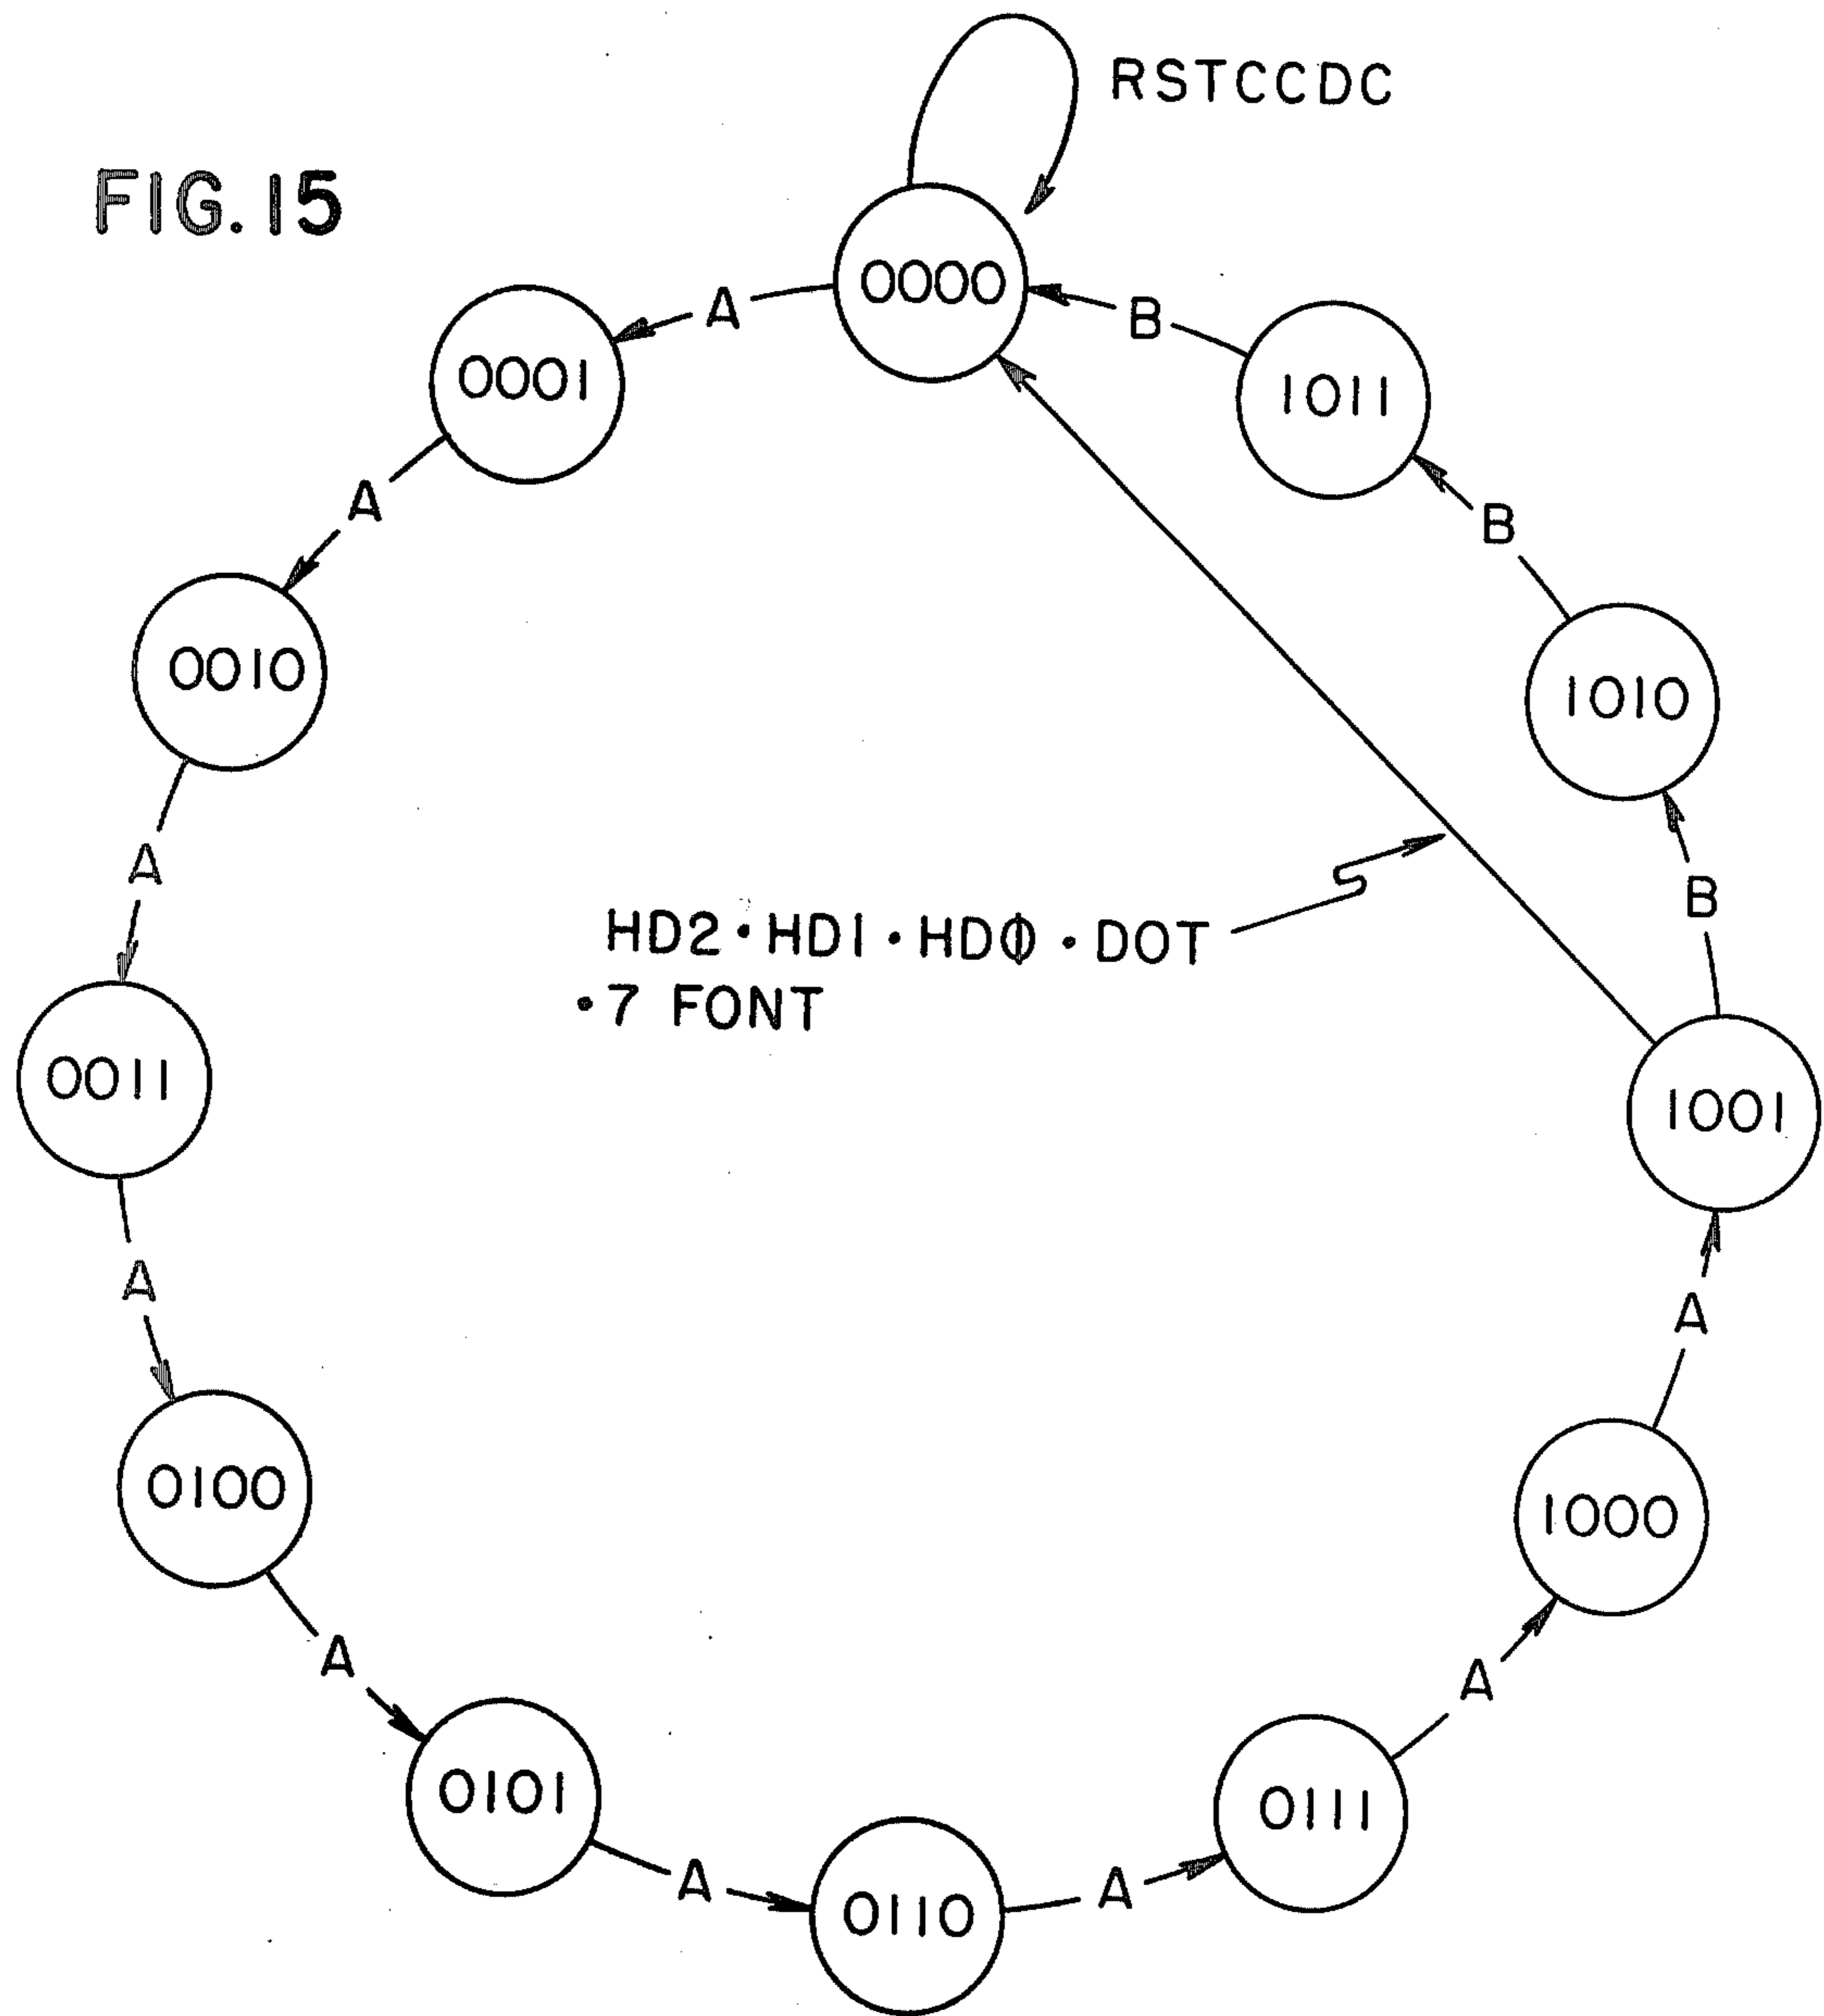 FIG. 15
RSTCCDC
0000
A
0001
A
0010
A
0011
A
0100
A
0101
A
0110
A
0111
A
1000
A
1001
B
1010
B
1011
B
HD2·HD1·HDΦ·DOT
·7 FONT